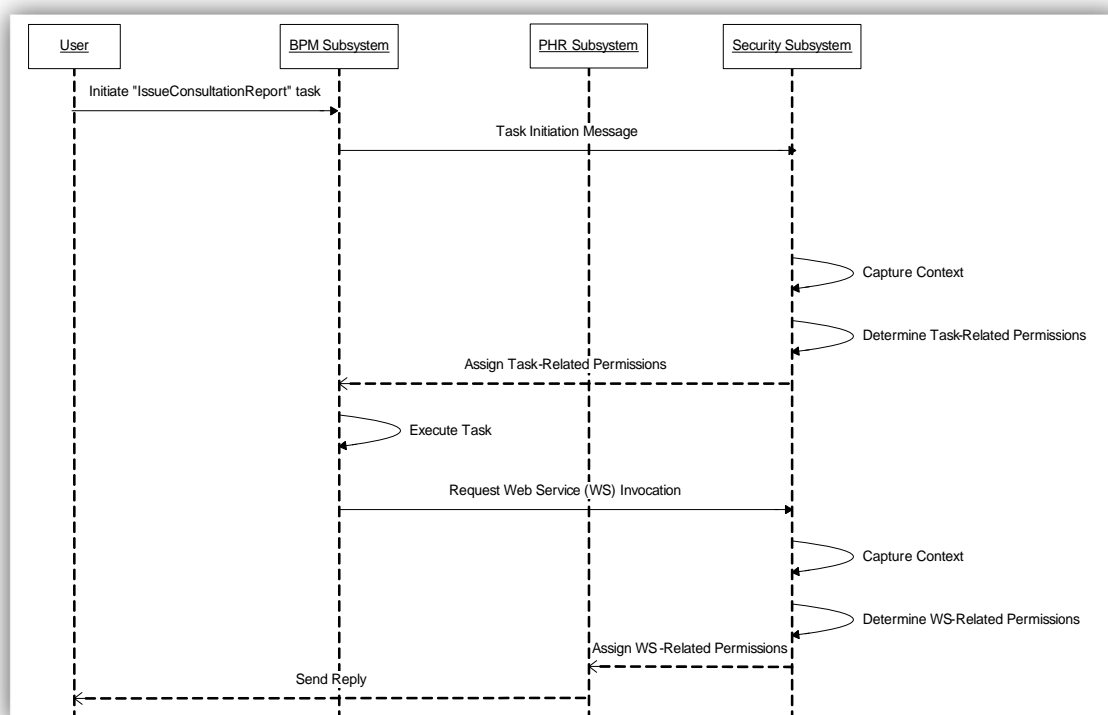 User
BPM Subsystem
PHR Subsystem
Security Subsystem
Initiate "IssueConsultationReport" task
Task Initiation Message
Capture Context
Determine Task-Related Permissions
Assign Task-Related Permissions
Execute Task
Request Web Service (WS) Invocation
Capture Context
Determine WS-Related Permissions
Assign WS -Related Permissions
Send Reply